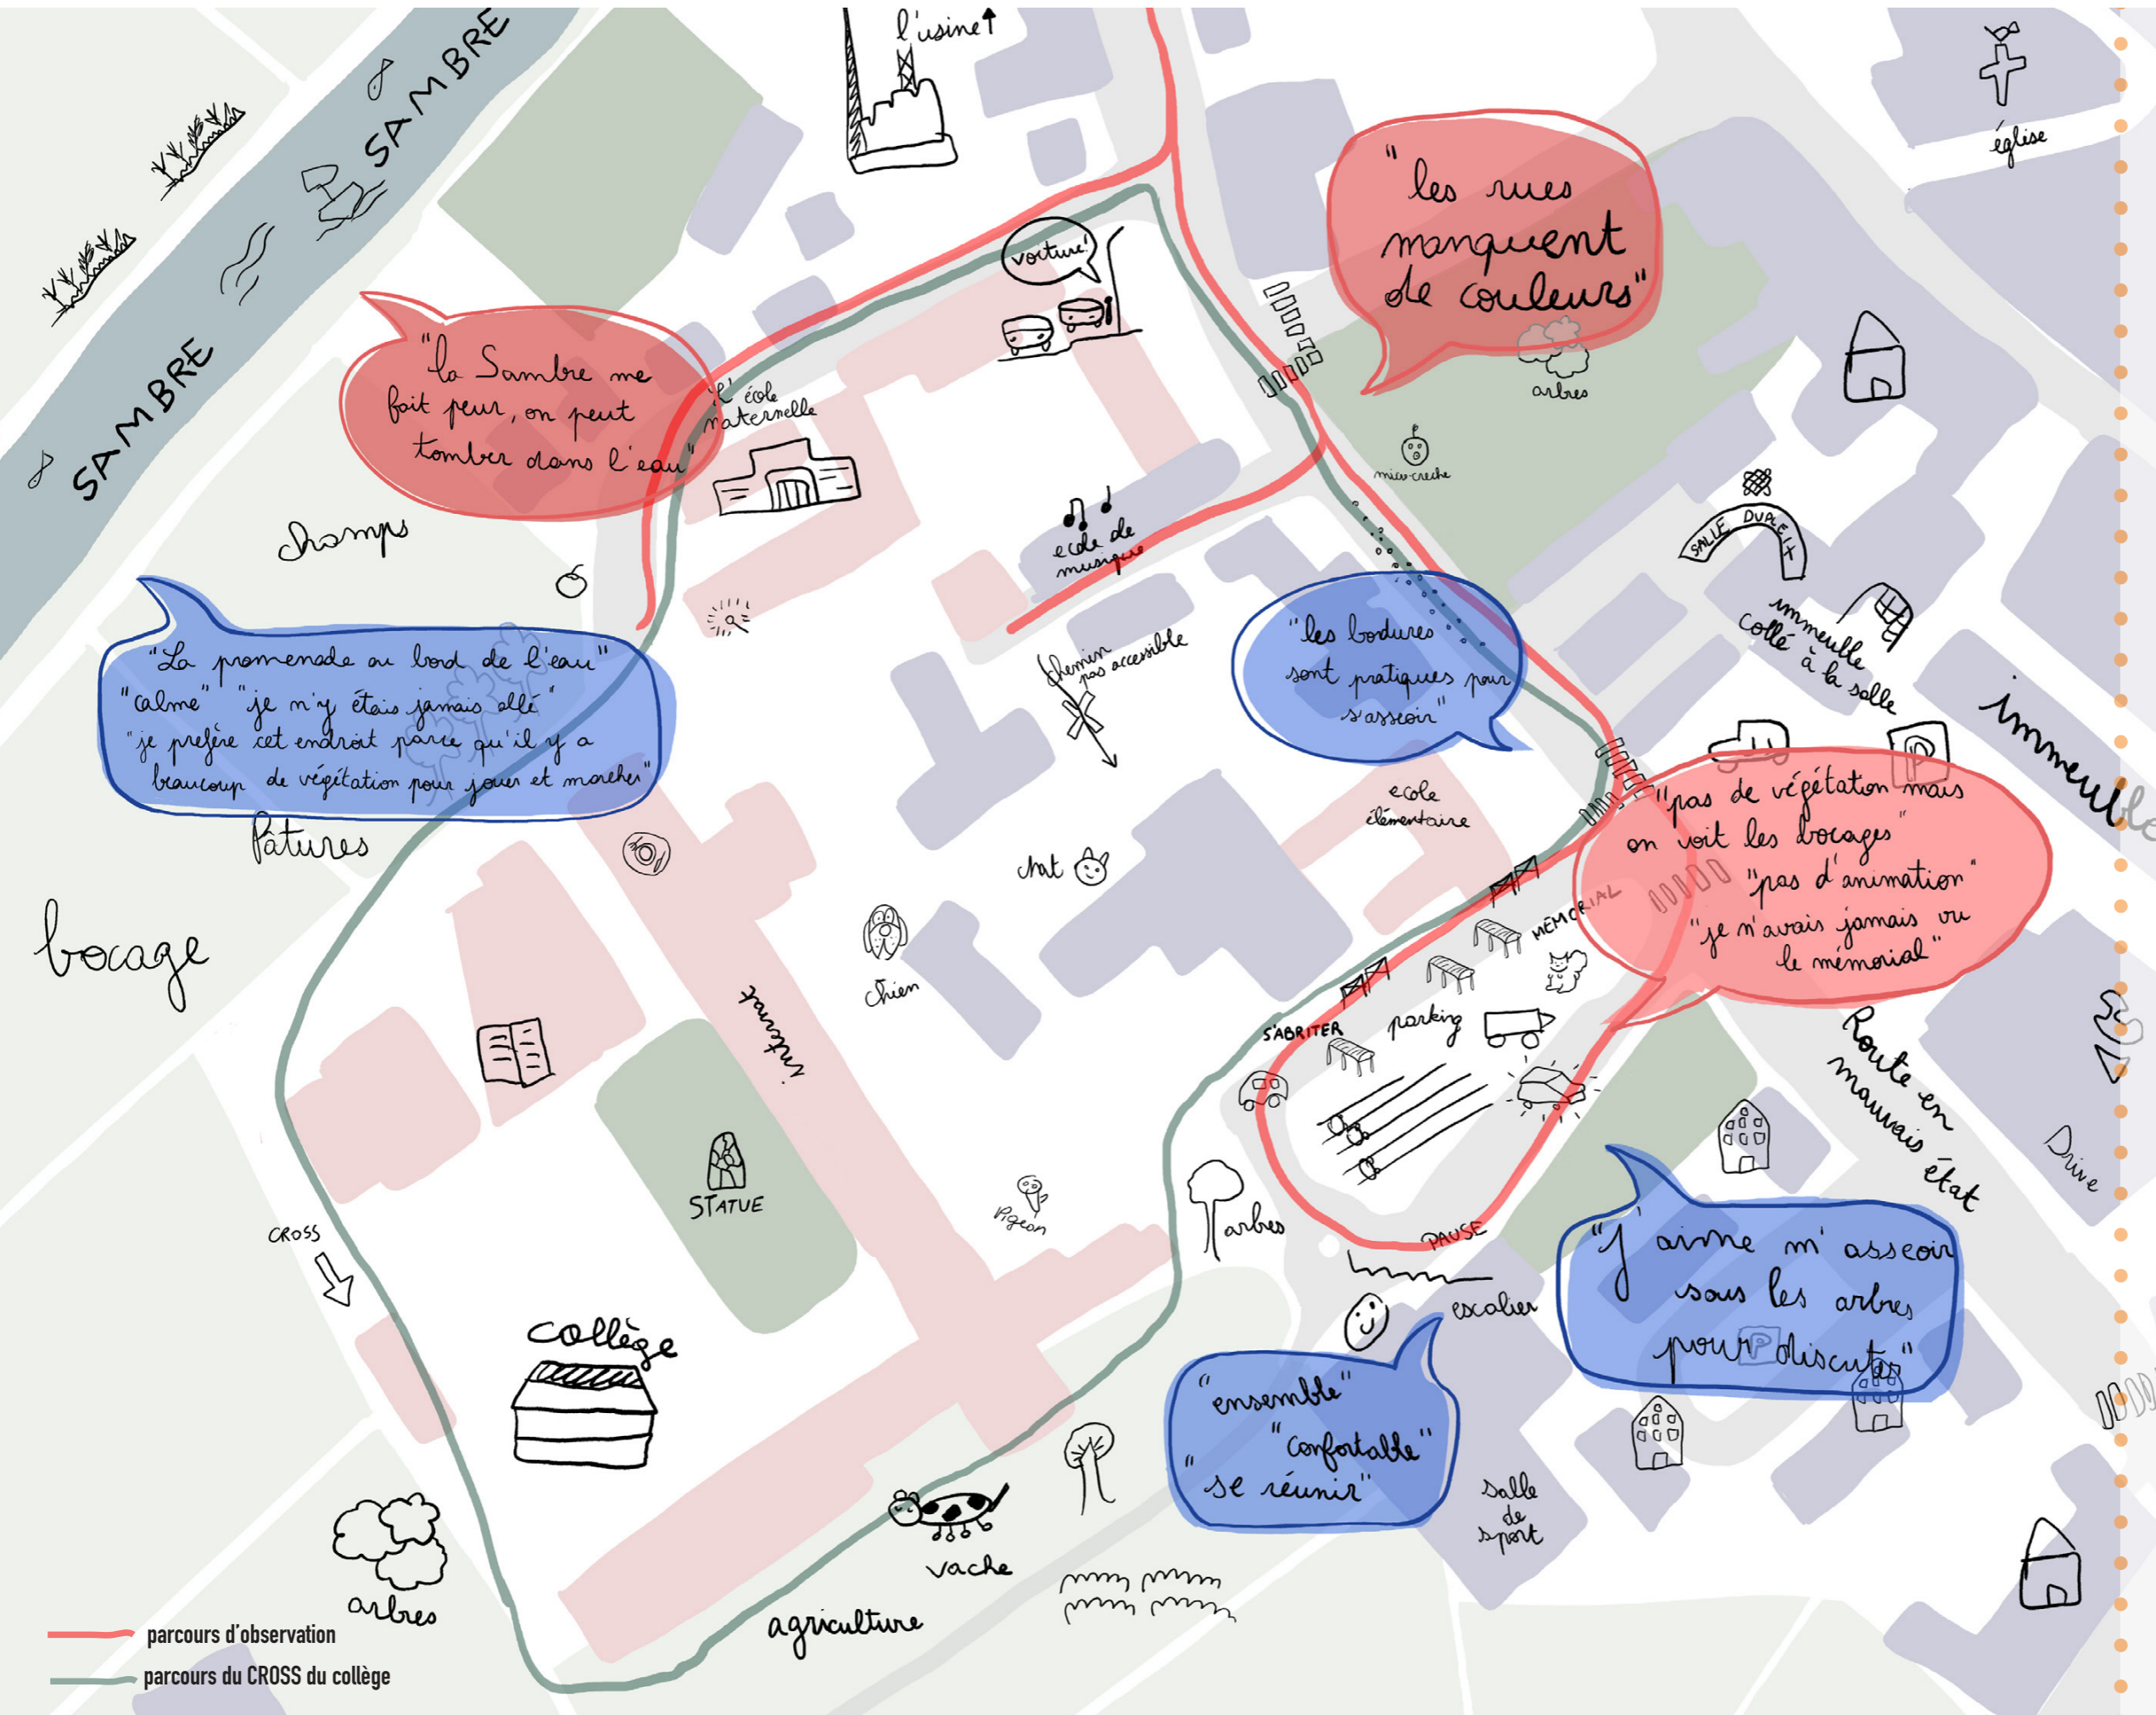 l'usine
SAMBRE
SAMBRE
église
"les rues
manquent
de couleurs"
voiture!
arbres
"la Sambre me
fait peur, on peut
tomber dans l'eau"
l'école
maternelle
micro-creche
SALLE DUPLEIX
champs
ecole de
musique
immeuble
collé à la salle
chemin
pas accessible
"les bordures
sont pratiques pour
s'asseoir"
"La promenade au bord de l'eau"
"calme" "je n'y étais jamais allé"
"je prefère cet endroit parce qu'il y a
beaucoup de végétation pour jouer et marcher"
immeuble
P
Pâtures
ecole
élémentaire
"pas de végétation mais
on voit les bocages"
"pas d'animation"
"je n'avais jamais vu
le mémorial"
chat
MÉMORIAL
bocage
chien
internat
S'ABRITER
parking
Route en
mauvais état
Drive
STATUE
Pigeon
arbres
PAUSE
CROSS
escalier
"J'aime m'asseoir
sous les arbres
pour discuter"
P
collège
"ensemble"
"confortable"
"se réunir"
salle
de
sport
vache
arbres
agriculture
parcours d'observation
parcours du CROSS du collège